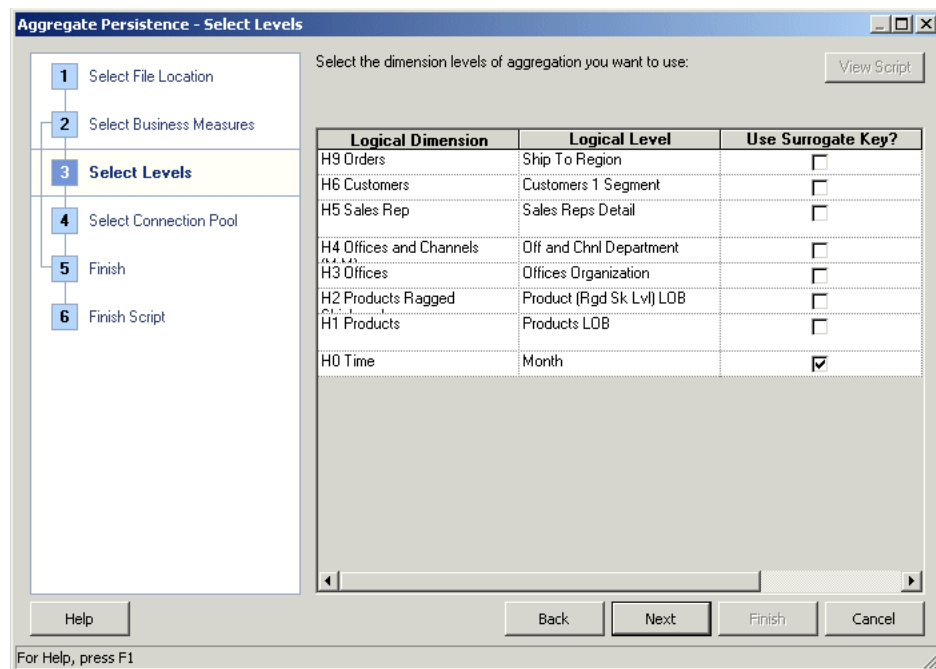 Aggregate Persistence - Select Levels
1 Select File Location
2 Select Business Measures
3 Select Levels
4 Select Connection Pool
5 Finish
6 Finish Script
Select the dimension levels of aggregation you want to use:
View Script
Logical Dimension Logical Level Use Surrogate Key?
H9 Orders Ship To Region
H6 Customers Customers 1 Segment
H5 Sales Rep Sales Reps Detail
H4 Offices and Channels Off and Chnl Department
H3 Offices Offices Organization
H2 Products Ragged Product (Rgd Sk Lvl) LOB
H1 Products Products LOB
H0 Time Month
Help Back Next Finish Cancel
For Help, press F1